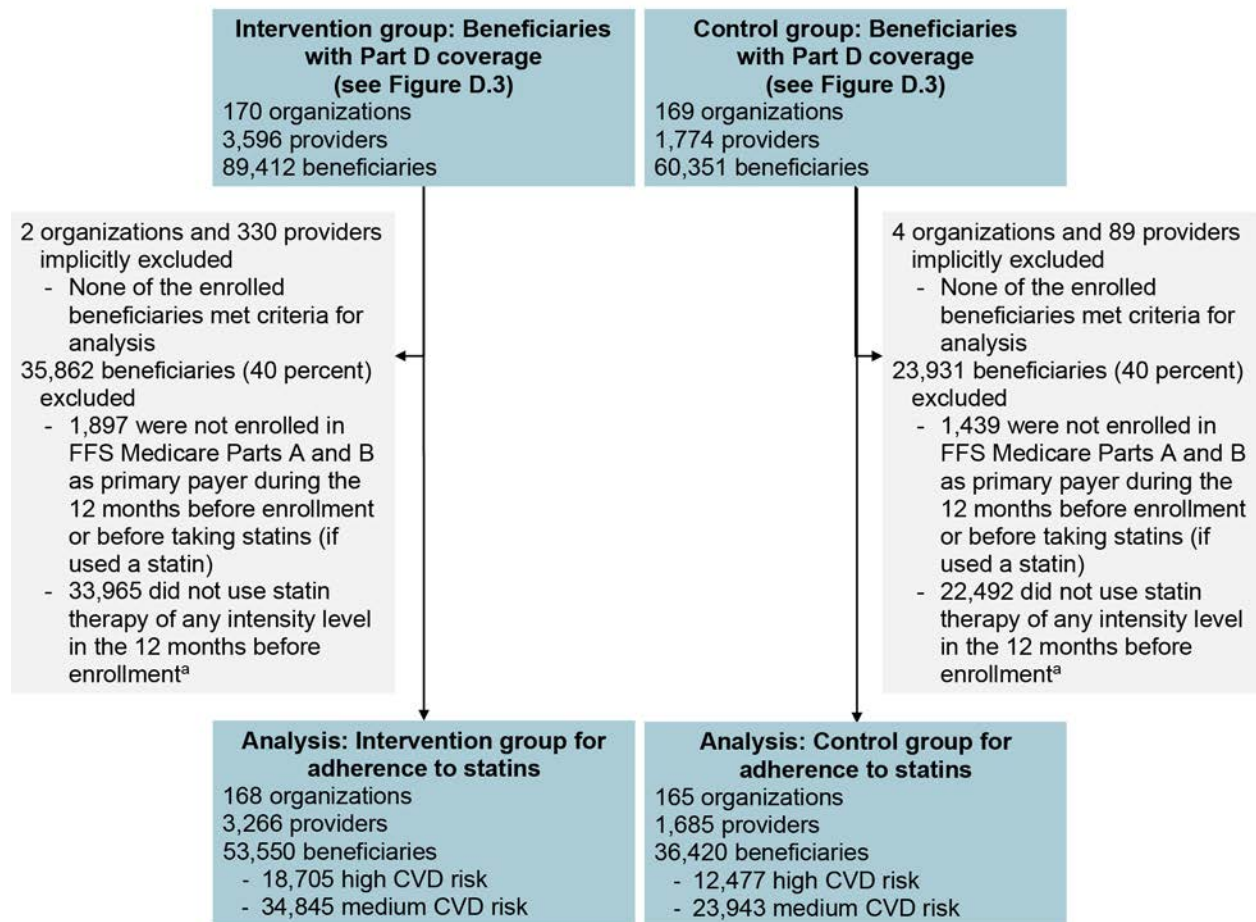 Intervention group: Beneficiaries
with Part D coverage
(see Figure D.3)
170 organizations
3,596 providers
89,412 beneficiaries
Control group: Beneficiaries
with Part D coverage
(see Figure D.3)
169 organizations
1,774 providers
60,351 beneficiaries
2 organizations and 330 providers
implicitly excluded
- None of the enrolled
beneficiaries met criteria for
analysis
35,862 beneficiaries (40 percent)
excluded
- 1,897 were not enrolled in
FFS Medicare Parts A and B
as primary payer during the
12 months before enrollment
or before taking statins (if
used a statin)
- 33,965 did not use statin
therapy of any intensity level
in the 12 months before
enrollmentᵃ
4 organizations and 89 providers
implicitly excluded
- None of the enrolled
beneficiaries met criteria for
analysis
23,931 beneficiaries (40 percent)
excluded
- 1,439 were not enrolled in
FFS Medicare Parts A and B
as primary payer during the
12 months before enrollment
or before taking statins (if
used a statin)
- 22,492 did not use statin
therapy of any intensity level
in the 12 months before
enrollmentᵃ
Analysis: Intervention group for
adherence to statins
168 organizations
3,266 providers
53,550 beneficiaries
- 18,705 high CVD risk
- 34,845 medium CVD risk
Analysis: Control group for
adherence to statins
165 organizations
1,685 providers
36,420 beneficiaries
- 12,477 high CVD risk
- 23,943 medium CVD risk